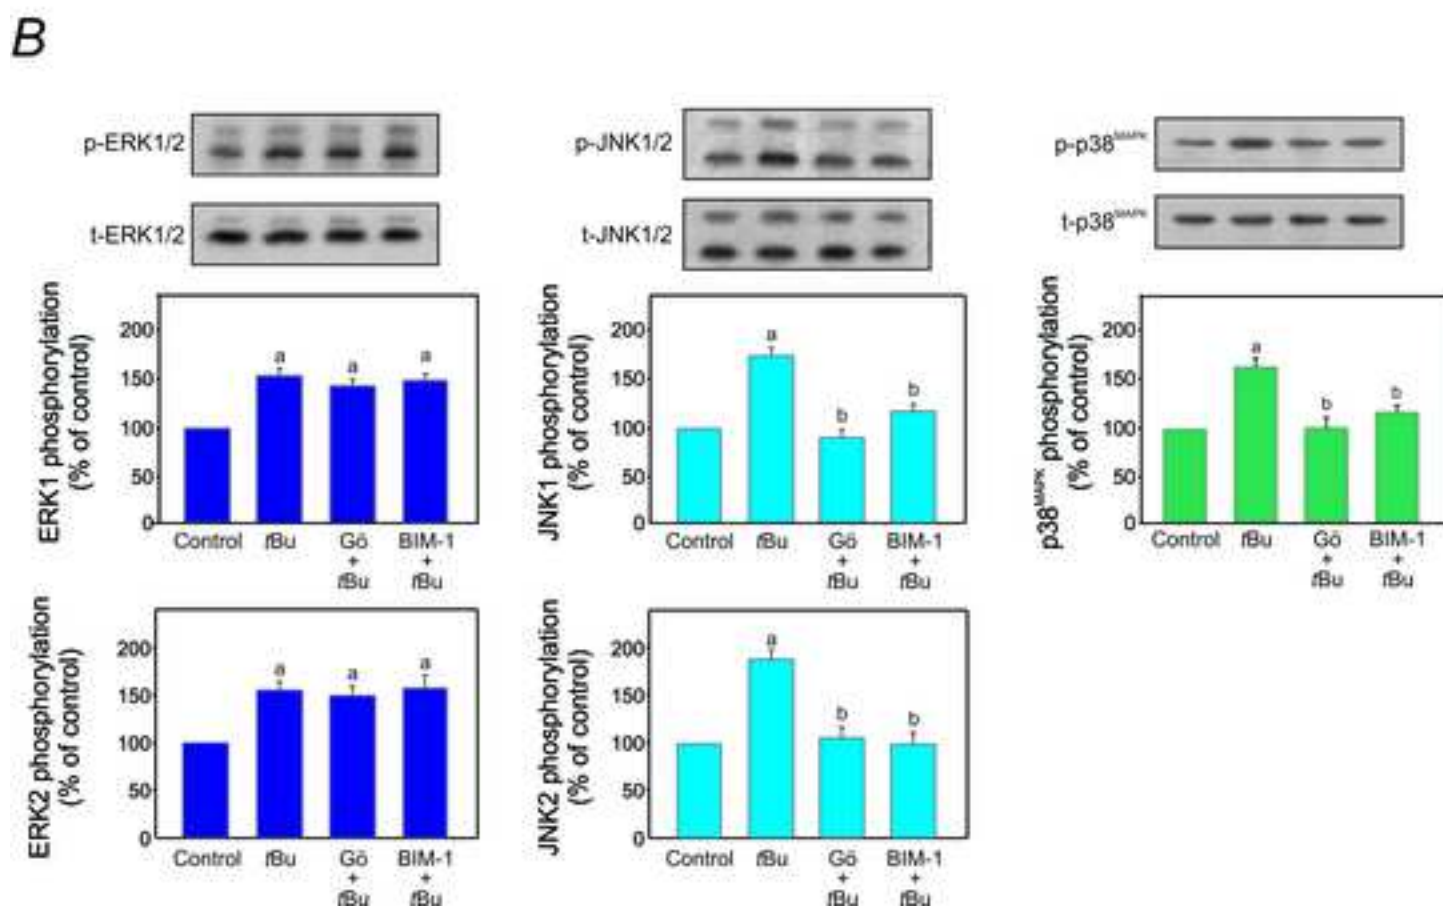 B
p-ERK1/2
t-ERK1/2
ERK1 phosphorylation
(% of control)
200
150
100
50
0
a
a
a
Control
tBu
Gö
+
tBu
BIM-1
+
tBu
ERK2 phosphorylation
(% of control)
200
150
100
50
0
a
a
a
Control
tBu
Gö
+
tBu
BIM-1
+
tBu
p-JNK1/2
t-JNK1/2
JNK1 phosphorylation
(% of control)
200
150
100
50
0
a
b
b
Control
tBu
Gö
+
tBu
BIM-1
+
tBu
JNK2 phosphorylation
(% of control)
200
150
100
50
0
a
b
b
Control
tBu
Gö
+
tBu
BIM-1
+
tBu
p-p38MAPK
t-p38MAPK
p38MAPK phosphorylation
(% of control)
200
150
100
50
0
a
b
b
Control
tBu
Gö
+
tBu
BIM-1
+
tBu